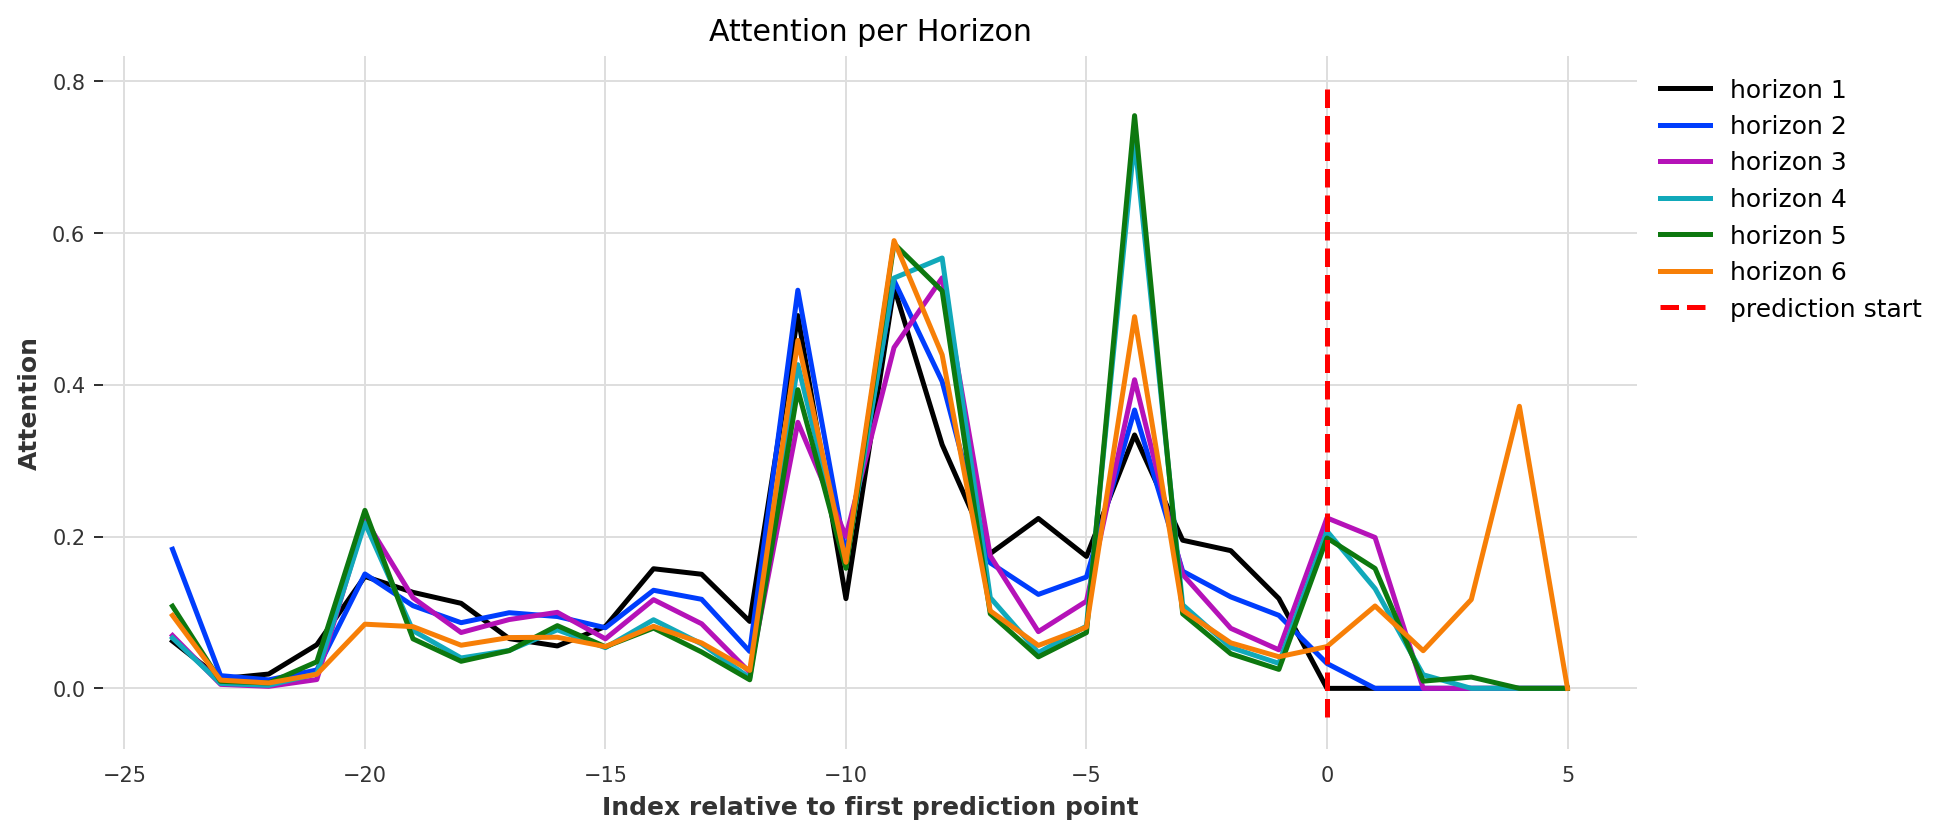 Attention per Horizon
0.8
0.6
0.4
0.2
0.0
Attention
−25
−20
−15
−10
−5
0
5
Index relative to first prediction point
horizon 1
horizon 2
horizon 3
horizon 4
horizon 5
horizon 6
prediction start